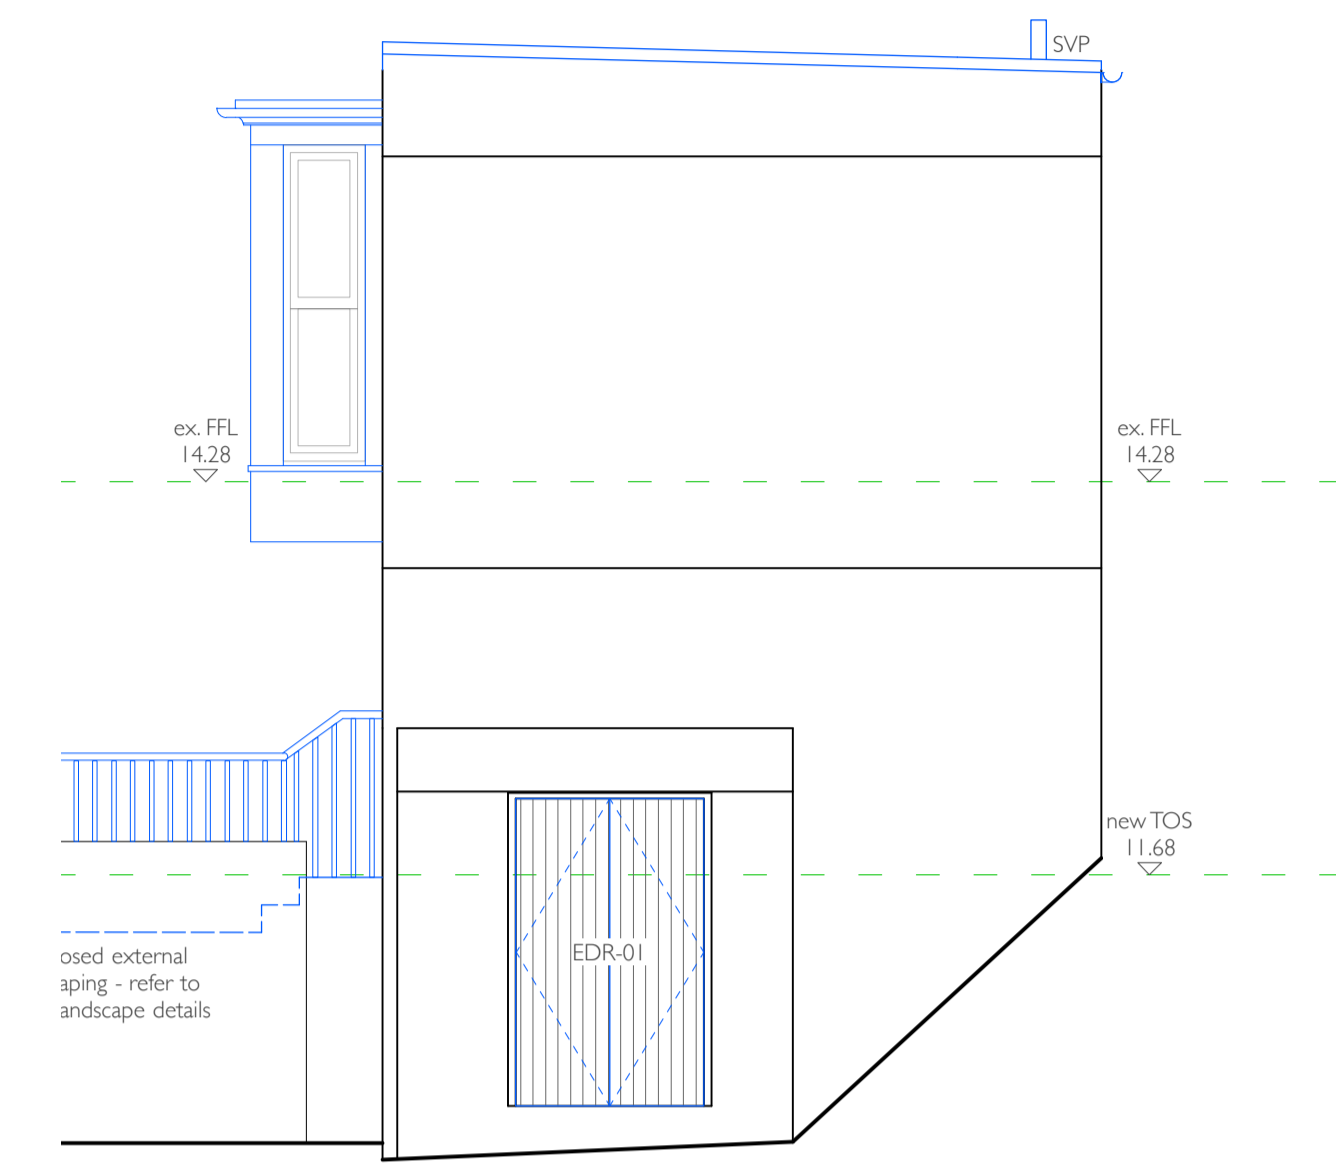 SVP
ex. FFL
14.28
ex. FFL
14.28
new TOS
11.68
EDR-01
osed external
aping - refer to
andscape details